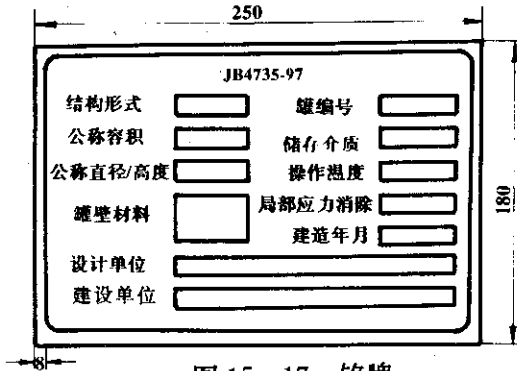 250
JB4735-97
结构形式 罐编号
公称容积 储存介质
公称直径/高度 操作温度
罐壁材料 局部应力消除
建造年月
设计单位
建设单位
180
8
图 15-17 铭牌